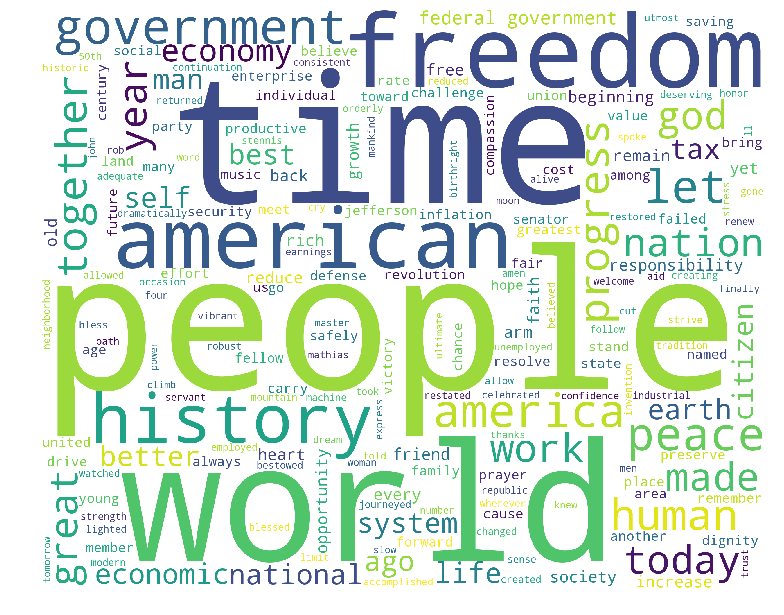 government
freedom
federal government
utrost
saving
50th
social
economy
believe
consistent
historic
continuation
enterprise
rate
free
reduced
time
century
year
man
returned
individual
toward
challenge
union
beginning
deserving
honor
together
party
productive
orderly
mankind
compassion
value
god
spoke
ll
john
rob
land
many
stennis
best
growth
birthright
progress
remain
tax
bring
adequate
word
music
back
among
cost
alive
yet
stress
gone
future
self
moon
let
dramatically
security
meet
cry
jefferson
inflation
senator
restored
failed
renew
old
american
rich
greatest
nation
earnings
fair
responsibility
allowed
effort
reduce
defense
revolution
amen
hope
faith
believed
welcome
aid
creating
occasion
usgo
finally
people
neighborhood
four
arm
cut
strive
bless
vibrant
master
safely
ultimate
chance
follow
path
robust
mathias
unemployed
stand
tradition
age
power
fellow
victory
resolve
state
named
citizen
climb
carry
took
allow
confidence
invention
industrial
servant
mountain
machine
restated
celebrated
history
express
america
earth
united
employed
dream
thanks
work
peace
drive
better
always
heart
told
friend
men
preserve
watched
bestowed
woman
family
prayer
place
made
great
world
young
opportunity
every
number
republic
area
remember
strength
journeyed
wherever
knew
human
lighted
blessed
system
cause
another
dignity
member
changed
modern
limit
slow
ago
forward
sense
today
trust
tomorrow
economic
national
accomplished
life
created
society
increase